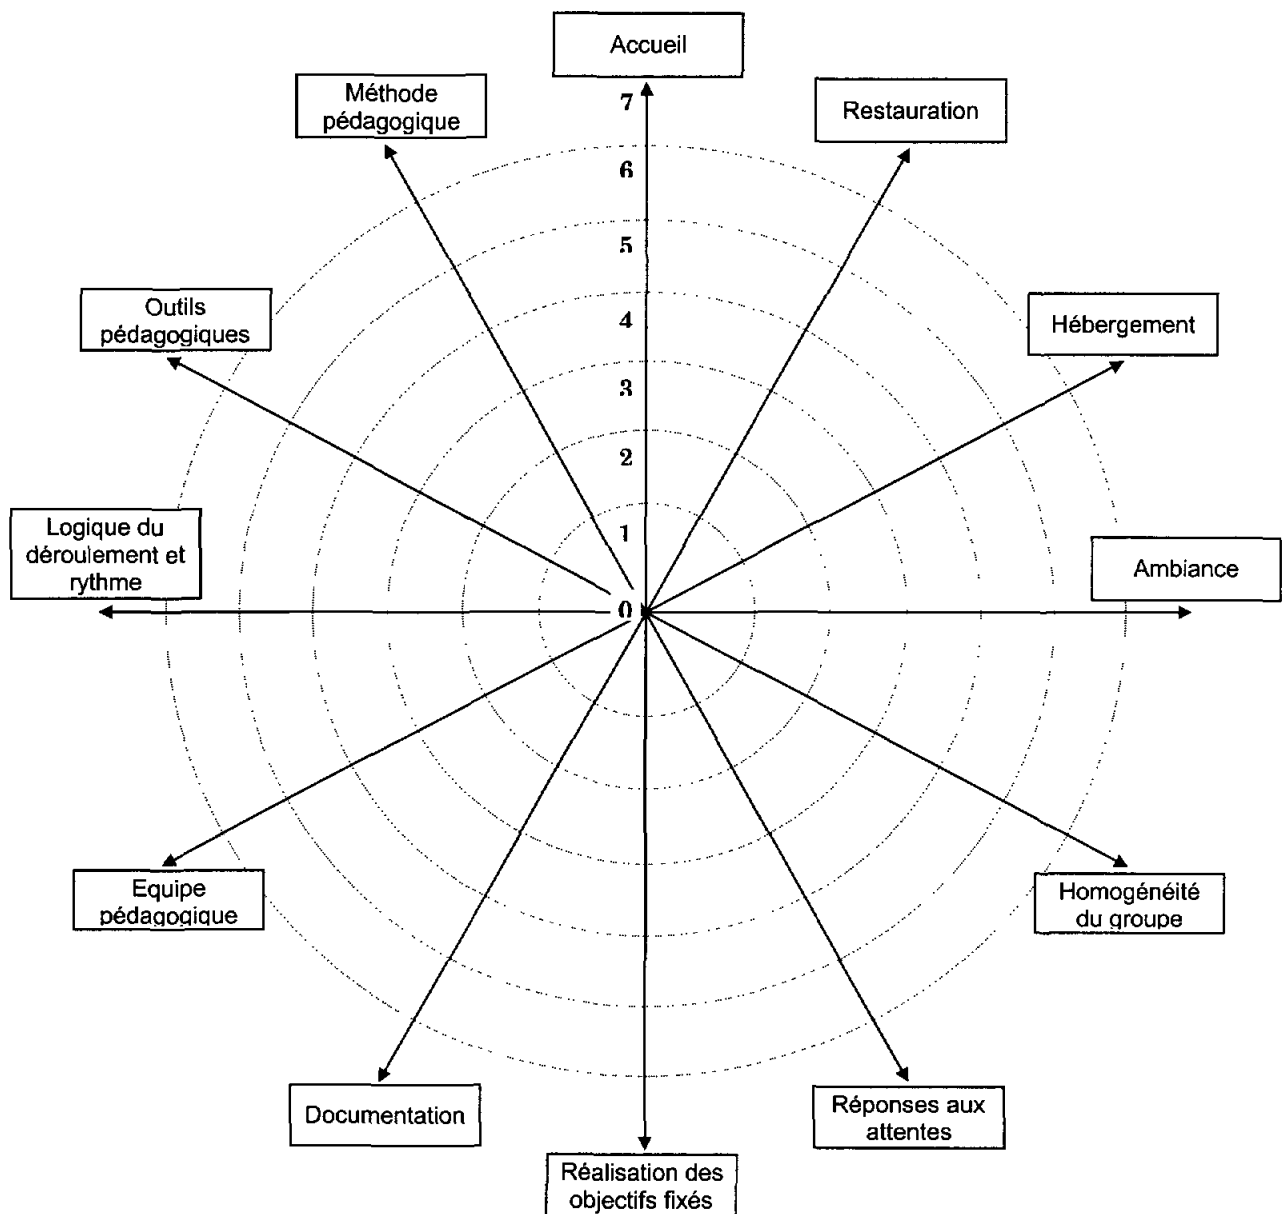 Accueil
Méthode
pédagogique
7
Restauration
6
5
Outils
pédagogiques
4
Hébergement
3
2
Logique du
déroulement et
rythme
1
Ambiance
0
Equipe
pédagogique
Homogénéité
du groupe
Documentation
Réponses aux
attentes
Réalisation des
objectifs fixés